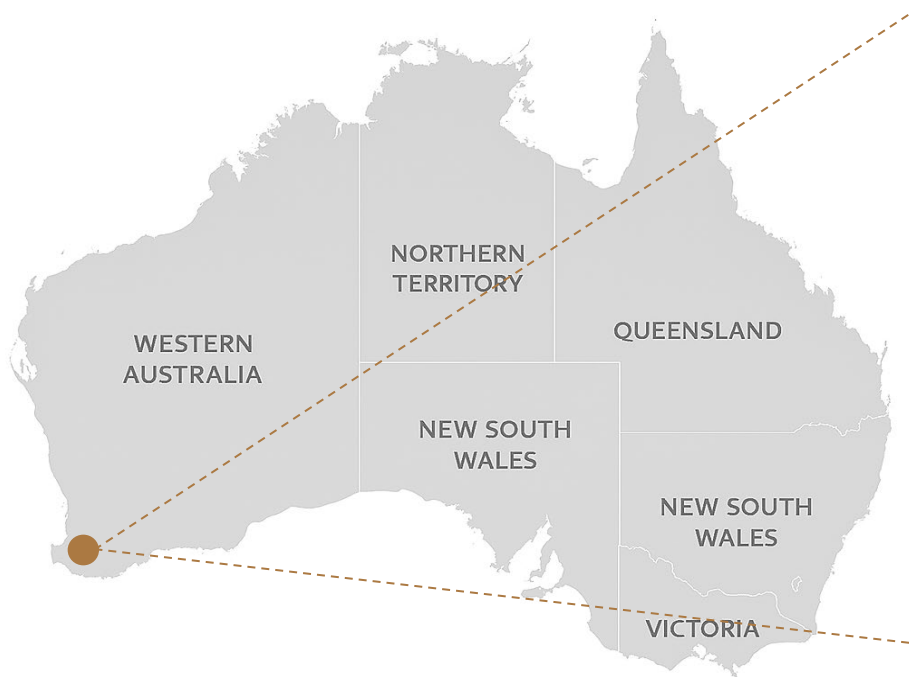 NORTHERN
TERRITORY
WESTERN
AUSTRALIA
QUEENSLAND
NEW SOUTH
WALES
NEW SOUTH
WALES
VICTORIA